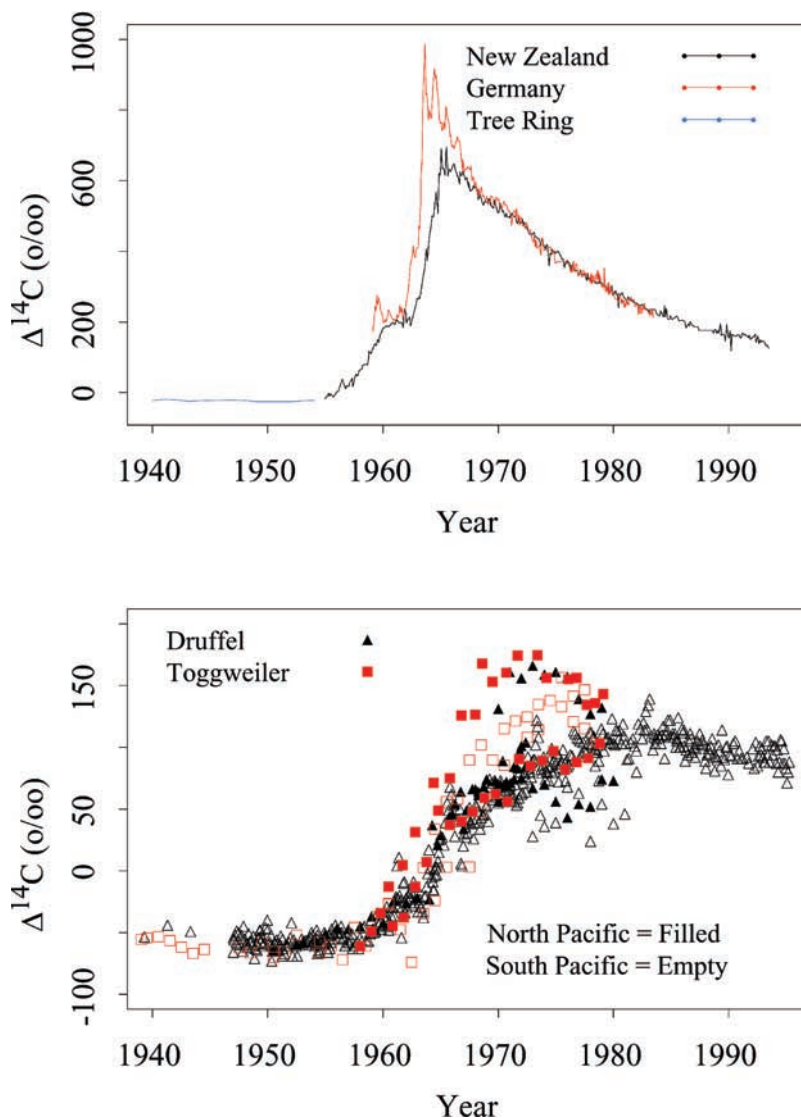 1000
600
200
0
Δ¹⁴C (o/oo)
New Zealand
Germany
Tree Ring
1940 1950 1960 1970 1980 1990
Year
150
50
0
-100
Δ¹⁴C (o/oo)
Druffel
Toggweiler
North Pacific = Filled
South Pacific = Empty
1940 1950 1960 1970 1980 1990
Year